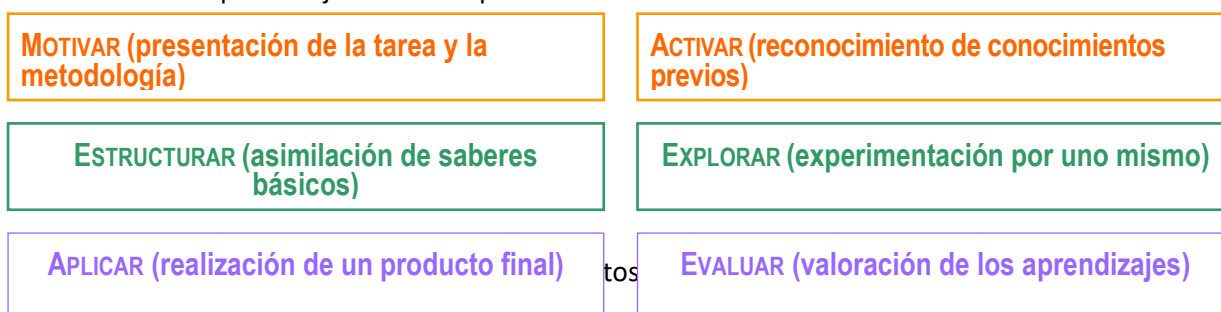 MOTIVAR (presentación de la tarea y la
metodología)
ACTIVAR (reconocimiento de conocimientos
previos)
ESTRUCTURAR (asimilación de saberes
básicos)
EXPLORAR (experimentación por uno mismo)
APLICAR (realización de un producto final)
tos
EVALUAR (valoración de los aprendizajes)